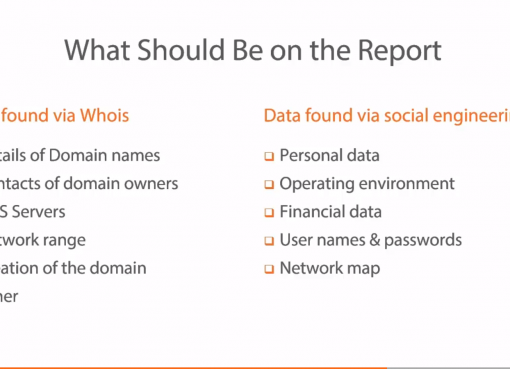 What Should Be on the Report
found via Whois
tails of Domain names
ntacts of domain owners
S Servers
twork range
ation of the domain
ner
Data found via social engineeri
Personal data
Operating environment
Financial data
User names & passwords
Network map